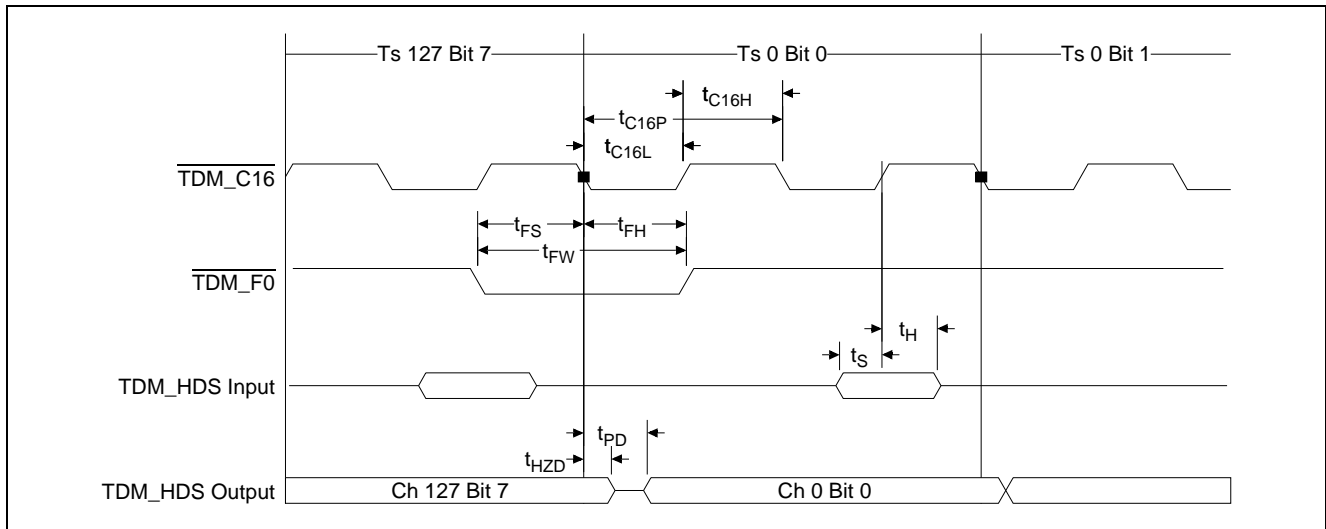 Ts 127 Bit 7 Ts 0 Bit 0 Ts 0 Bit 1
tC16H
tC16P
tC16L
TDM_C16
tFS tFH
tFW
TDM_F0
tH
tS
TDM_HDS Input
tPD
tHZD
TDM_HDS Output Ch 127 Bit 7 Ch 0 Bit 0